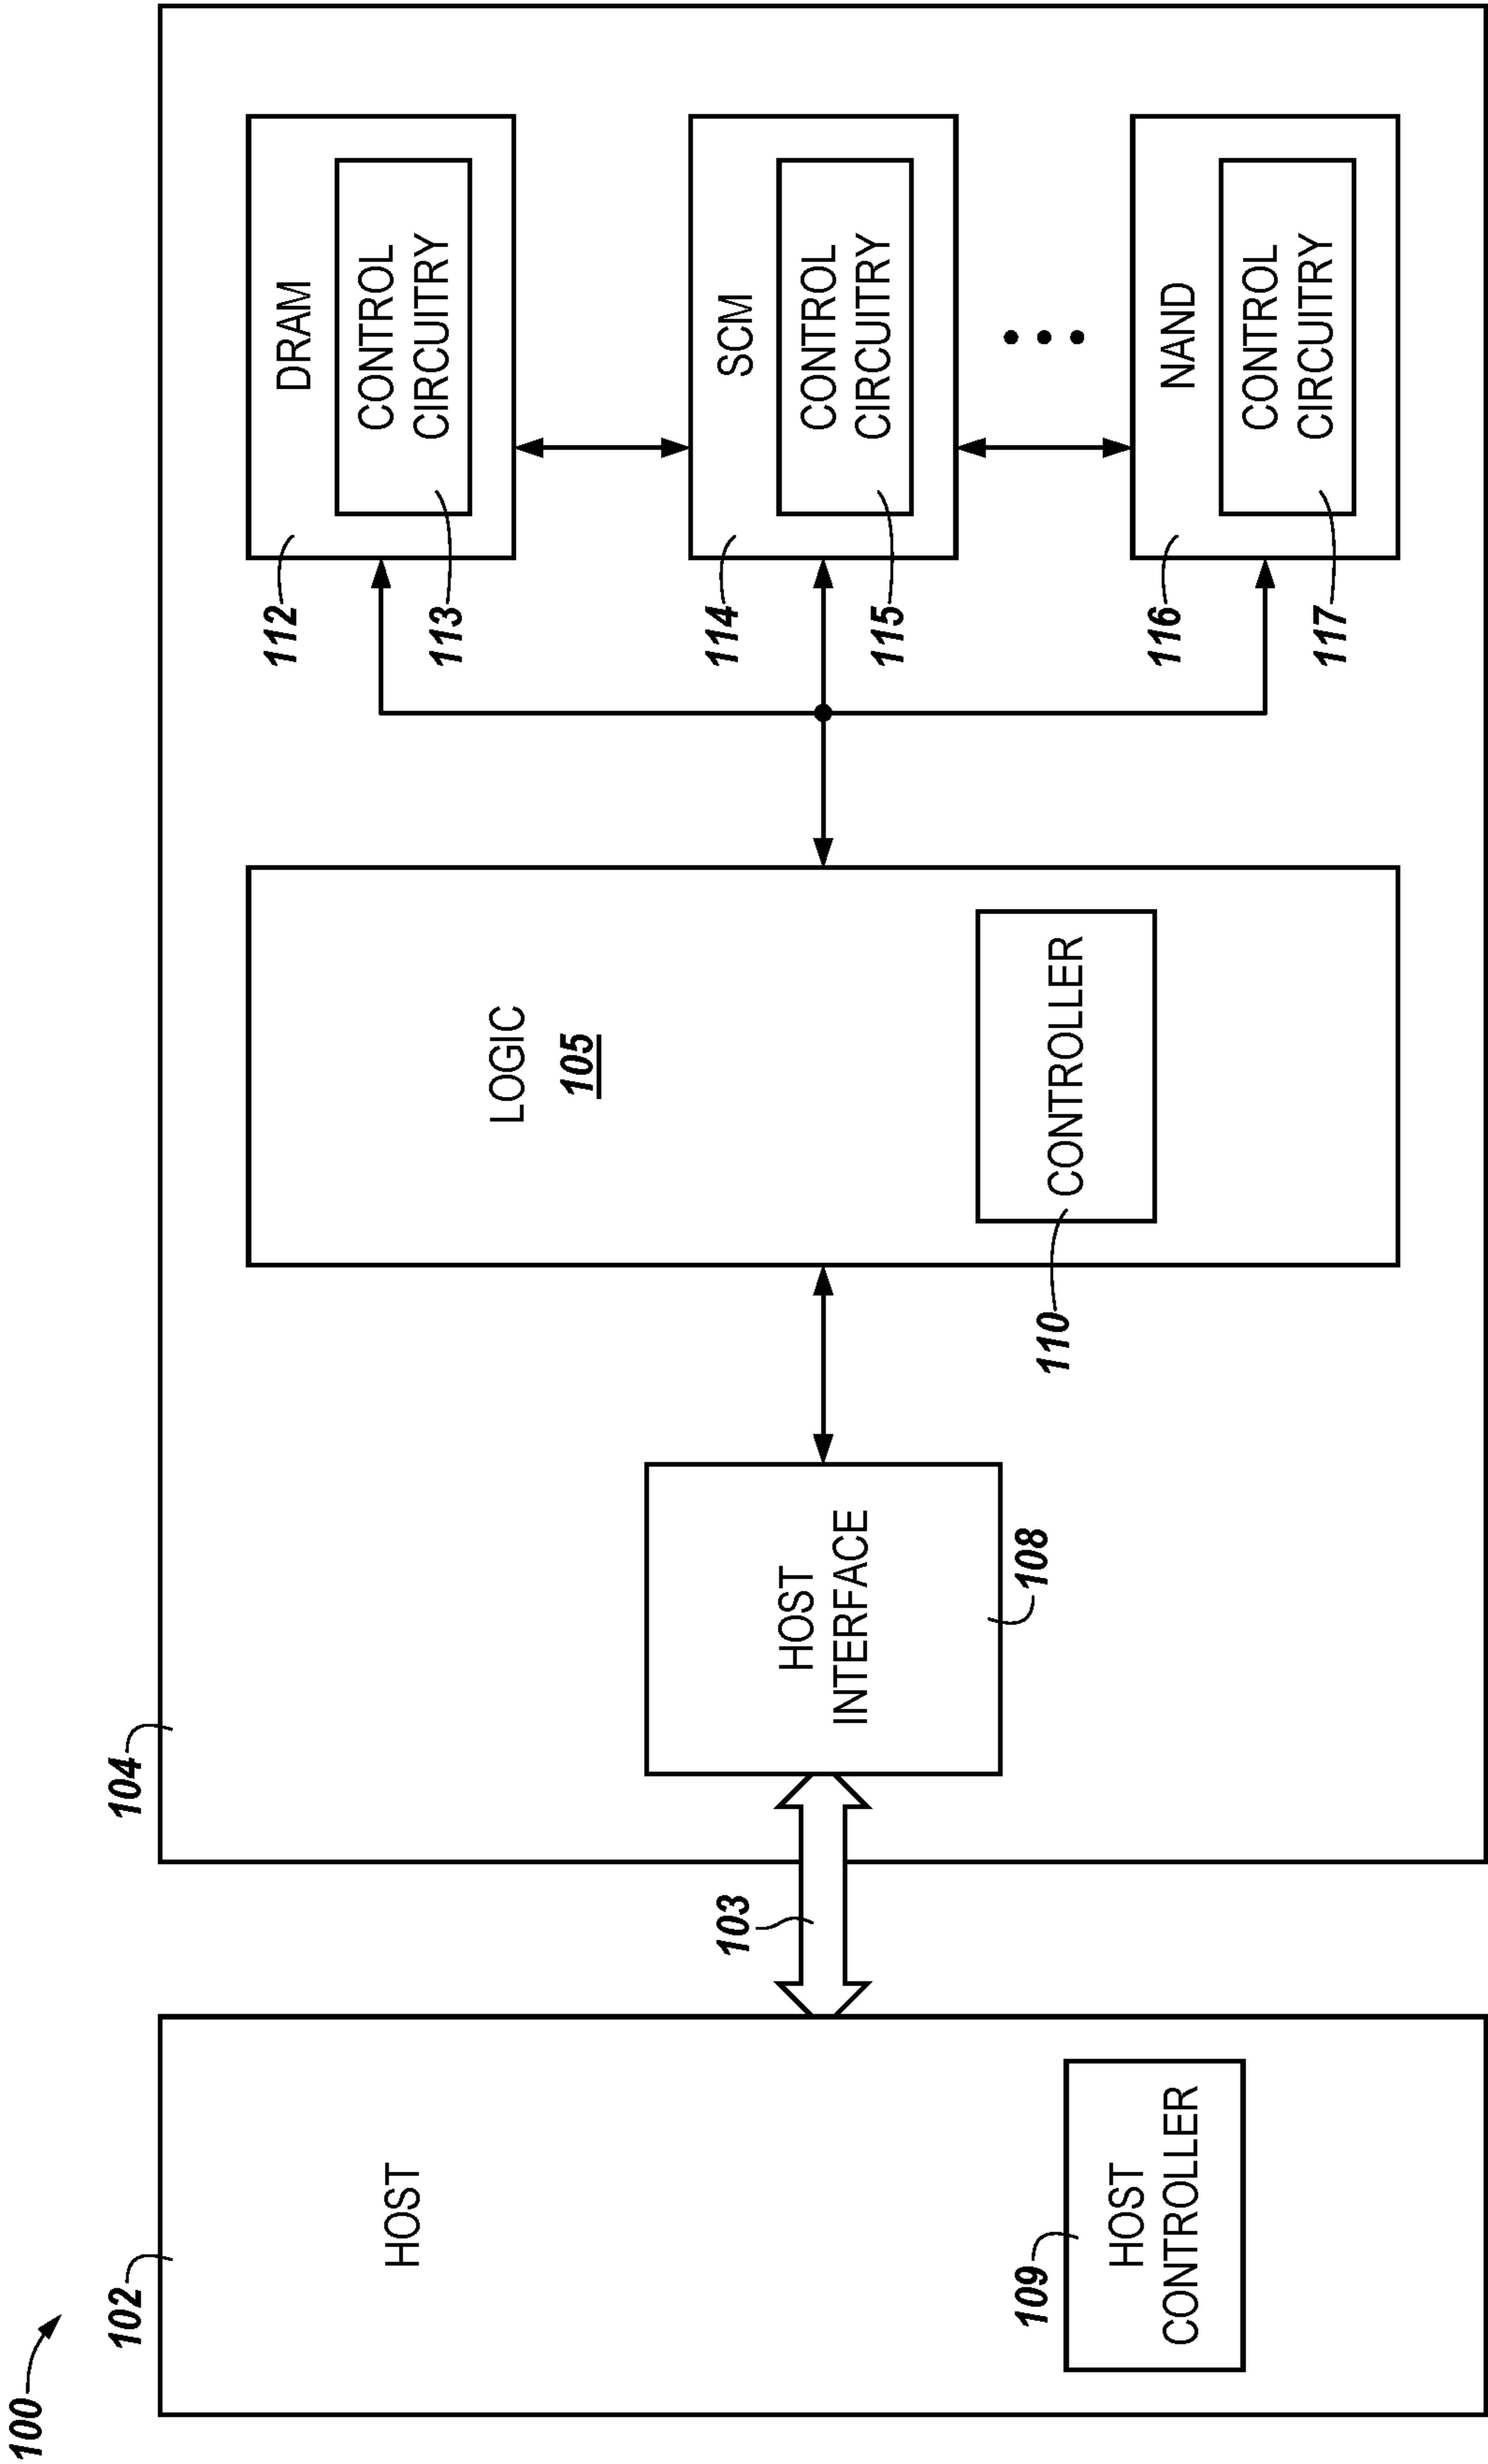 100
102
HOST
109
HOST
CONTROLLER
103
104
HOST
INTERFACE
108
LOGIC
105
CONTROLLER
110
112
DRAM
CONTROL
CIRCUITRY
113
114
SCM
CONTROL
CIRCUITRY
115
116
NAND
CONTROL
CIRCUITRY
117